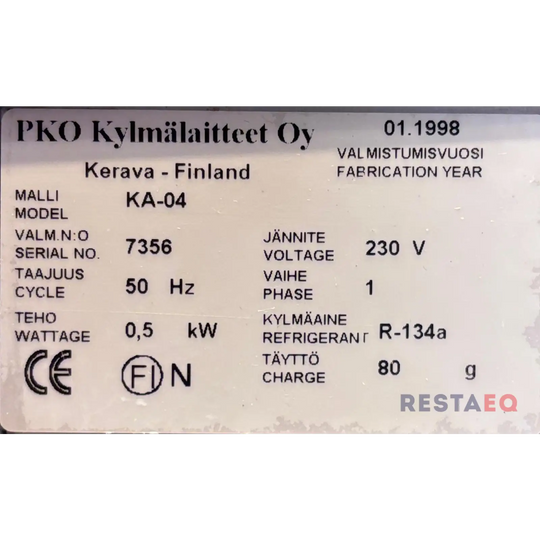 PKO Kylmälaitteet Oy
Kerava - Finland
01.1998
VALMISTUMISVUOSI
FABRICATION YEAR
MALLI
MODEL
KA-04
VALM.N:O
SERIAL NO.
7356
JÄNNITE
VOLTAGE
230 V
TAAJUUS
CYCLE
50 Hz
VAIHE
PHASE
1
TEHO
WATTAGE
0,5 kW
KYLMÄAINE
REFRIGERANT
R-134a
CE
FI N
TÄYTTÖ
CHARGE
80 g
RESTAEQ